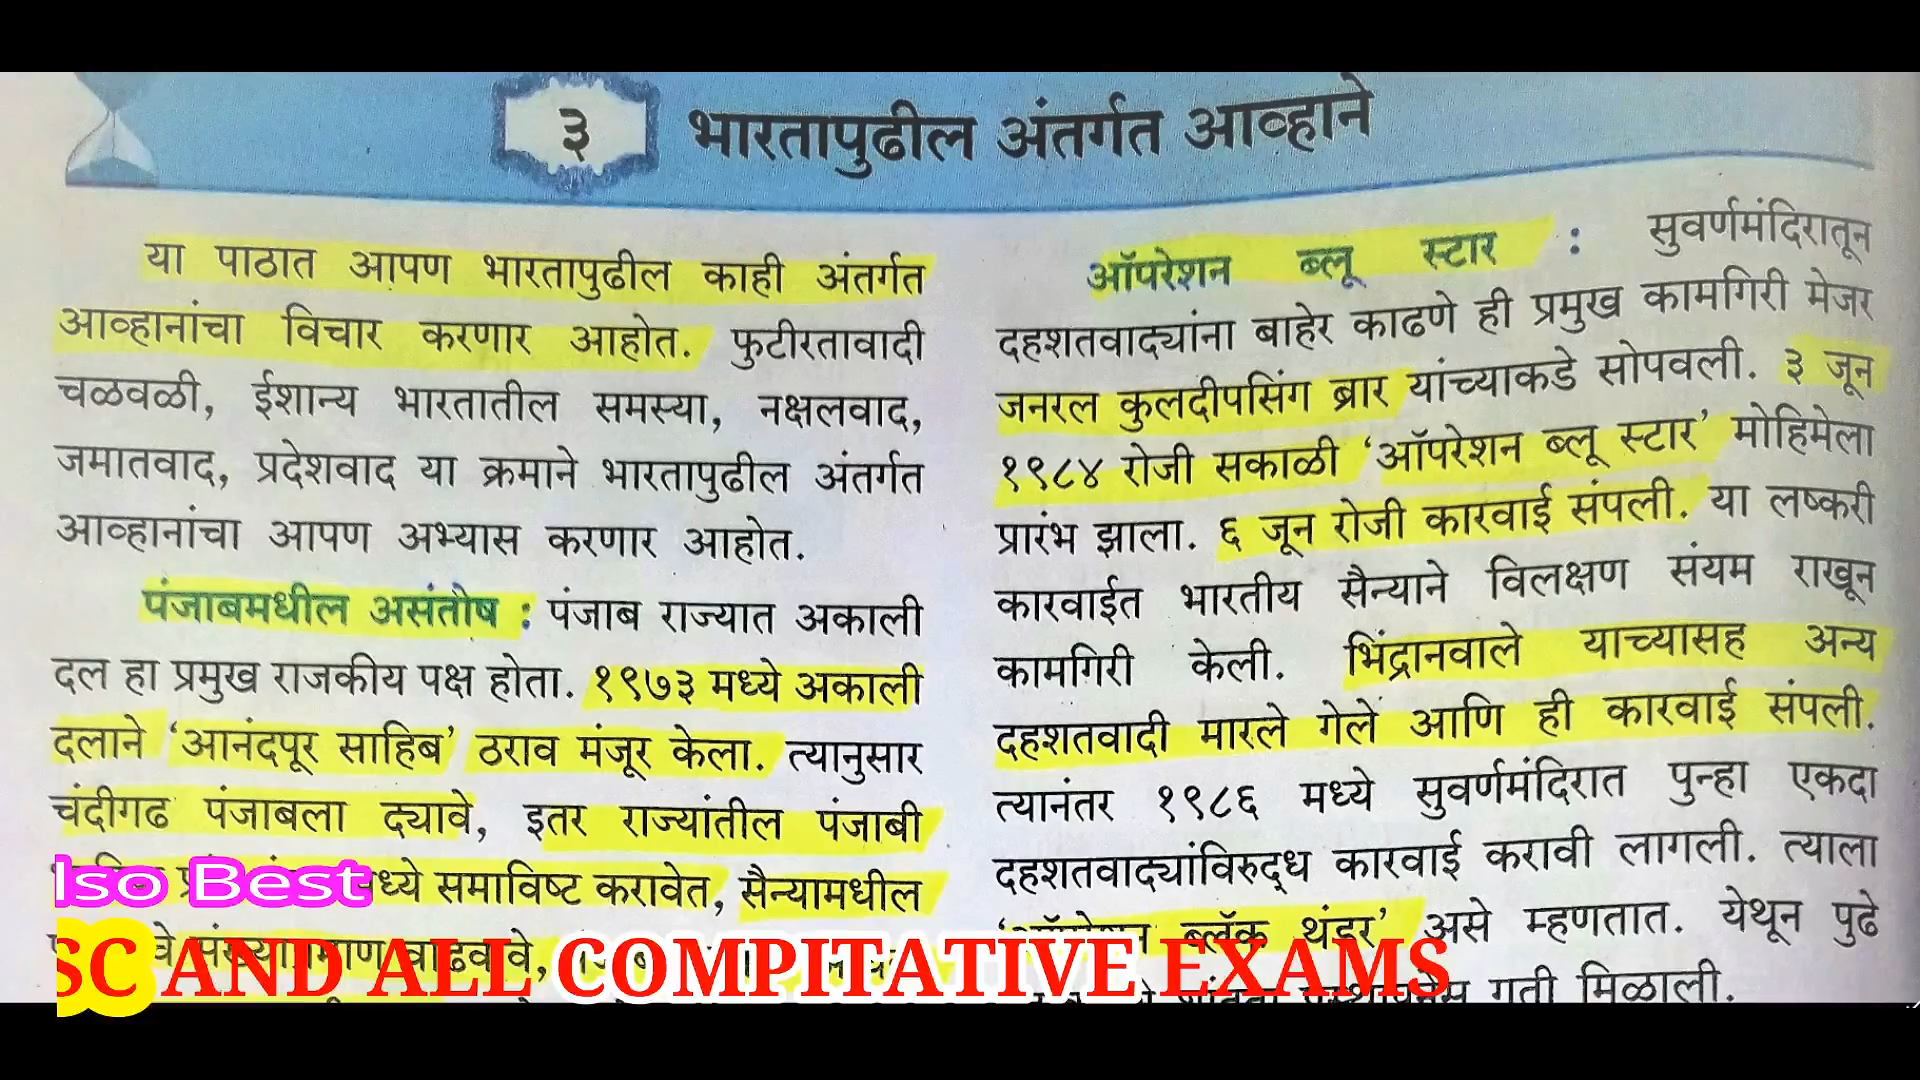 ३
भारतापुढील अंतर्गत आव्हाने
या पाठात आपण भारतापुढील काही अंतर्गत
आव्हानांचा विचार करणार आहोत. फुटीरतावादी
चळवळी, ईशान्य भारतातील समस्या, नक्षलवाद,
जमातवाद, प्रदेशवाद या क्रमाने भारतापुढील अंतर्गत
आव्हानांचा आपण अभ्यास करणार आहोत.
पंजाबमधील असंतोष : पंजाब राज्यात अकाली
दल हा प्रमुख राजकीय पक्ष होता. १९७३ मध्ये अकाली
दलाने ‘आनंदपूर साहिब’ ठराव मंजूर केला. त्यानुसार
चंदीगढ पंजाबला द्यावे, इतर राज्यांतील पंजाबी
समाविष्ट करावेत, सैन्यामधील
वाढवावे,
ऑपरेशन ब्लू स्टार : सुवर्णमंदिरातून
दहशतवाद्यांना बाहेर काढणे ही प्रमुख कामगिरी मेजर
जनरल कुलदीपसिंग ब्रार यांच्याकडे सोपवली. ३ जून
१९८४ रोजी सकाळी ‘ऑपरेशन ब्लू स्टार’ मोहिमेला
प्रारंभ झाला. ६ जून रोजी कारवाई संपली. या लष्करी
कारवाईत भारतीय सैन्याने विलक्षण संयम राखून
कामगिरी केली. भिंद्रानवाले याच्यासह अन्य
दहशतवादी मारले गेले आणि ही कारवाई संपली.
त्यानंतर १९८६ मध्ये सुवर्णमंदिरात पुन्हा एकदा
दहशतवाद्यांविरुद्ध कारवाई करावी लागली. त्याला
ब्लॅक थंडर’ असे म्हणतात. येथून पुढे
गती मिळाली.
lso Best
SC AND ALL COMPITATIVE EXAMS